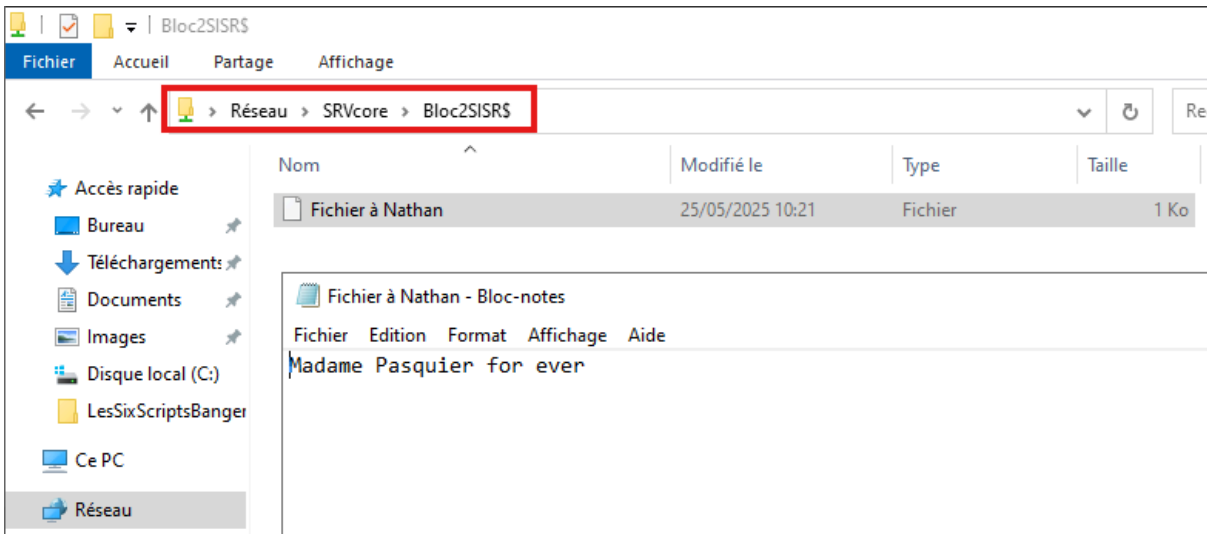 Bloc2SISR$
Fichier Accueil Partage Affichage
Réseau SRVcore Bloc2SISR$
Nom Modifié le Type Taille
Accès rapide
Fichier à Nathan 25/05/2025 10:21 Fichier 1 Ko
Bureau
Téléchargements
Documents
Images
Disque local (C:)
LesSixScriptsBanger
Ce PC
Réseau
Fichier à Nathan - Bloc-notes
Fichier Edition Format Affichage Aide
Madame Pasquier for ever